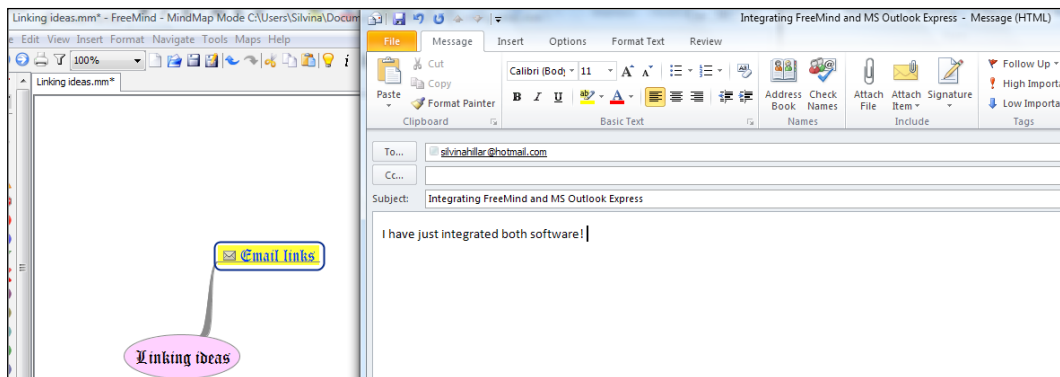 Linking ideas.mm* - FreeMind - MindMap Mode C:\Users\Silvina\Docum
e Edit View Insert Format Navigate Tools Maps Help
100%
Linking ideas.mm*
Email links
Linking ideas
Integrating FreeMind and MS Outlook Express - Message (HTML)
File Message Insert Options Format Text Review
Paste
Cut
Copy
Format Painter
Clipboard
Calibri (Body 11
B I U
Basic Text
Address Book
Check Names
Names
Attach File
Attach Item
Signature
Include
Follow Up
High Importa
Low Importa
Tags
To... silvinahillar@hotmail.com
Cc...
Subject: Integrating FreeMind and MS Outlook Express
I have just integrated both software!